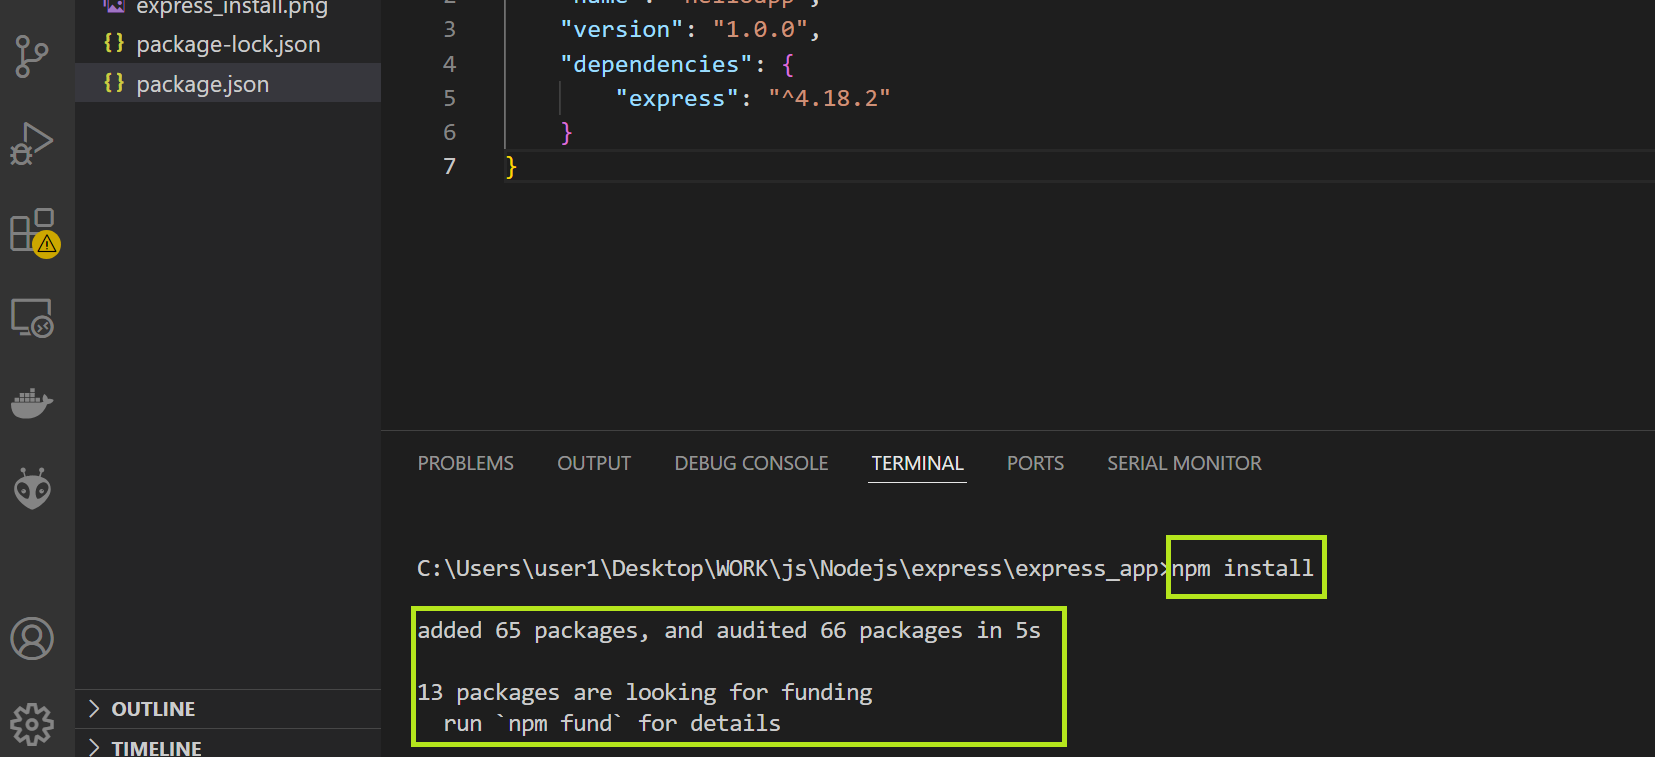 express_install.png
package-lock.json
package.json
OUTLINE
TIMELINE
2 "name": "helloapp",
3 "version": "1.0.0",
4 "dependencies": {
5 "express": "^4.18.2"
6 }
7 }
PROBLEMS OUTPUT DEBUG CONSOLE TERMINAL PORTS SERIAL MONITOR
C:\Users\user1\Desktop\WORK\js\Nodejs\express\express_app>npm install
added 65 packages, and audited 66 packages in 5s
13 packages are looking for funding
run `npm fund` for details